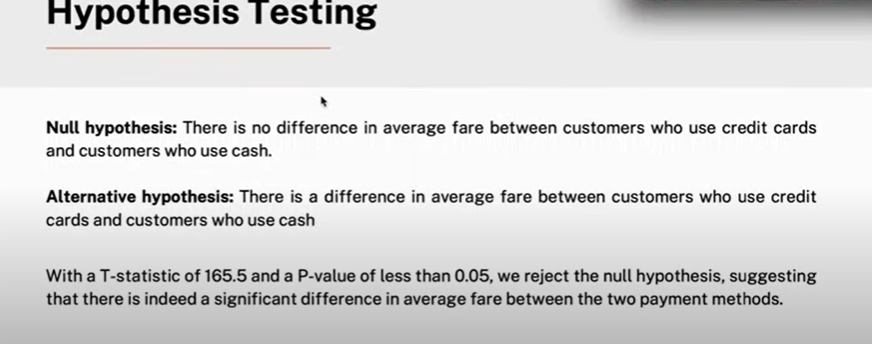 Hypothesis Testing
Null hypothesis: There is no difference in average fare between customers who use credit cards
and customers who use cash.
Alternative hypothesis: There is a difference in average fare between customers who use credit
cards and customers who use cash
With a T-statistic of 165.5 and a P-value of less than 0.05, we reject the null hypothesis, suggesting
that there is indeed a significant difference in average fare between the two payment methods.